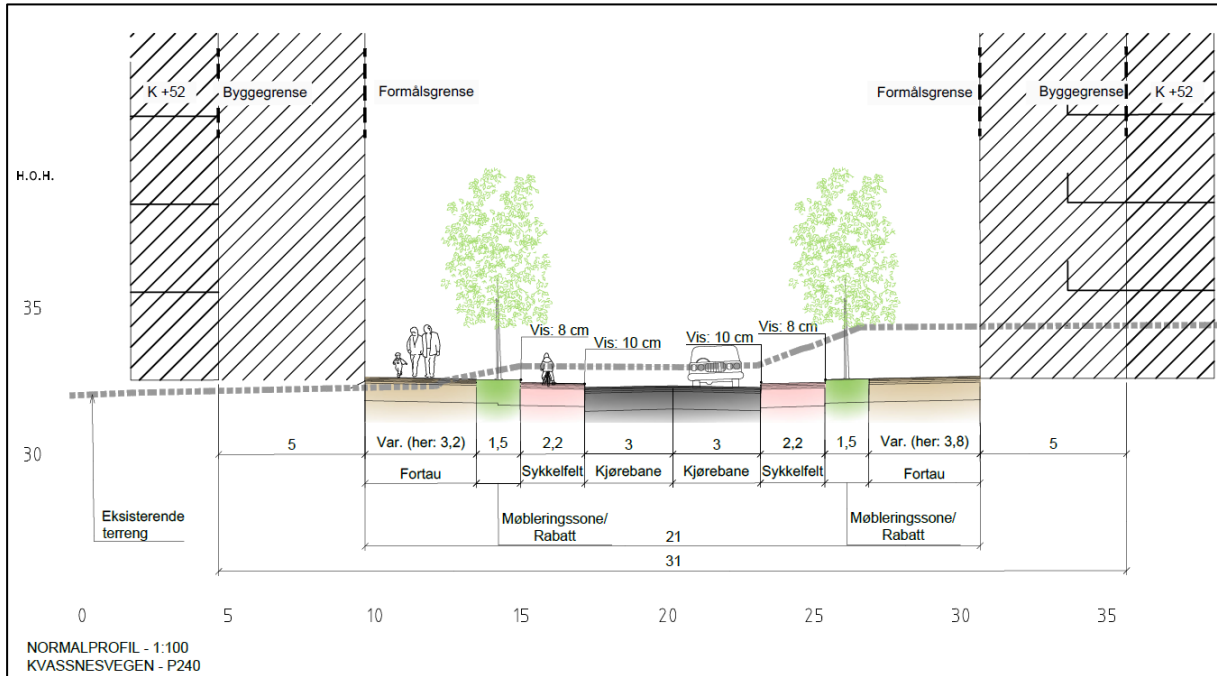 K +52
Byggegrense
Formålsgrense
Formålsgrense
Byggegrense
K +52
H.O.H.
35
Vis: 8 cm
Vis: 10 cm
Vis: 10 cm
Vis: 8 cm
30
5
Var. (her: 3,2)
1,5
2,2
3
3
2,2
1,5
Var. (her: 3,8)
5
Fortau
Sykkelfelt
Kjørebane
Kjørebane
Sykkelfelt
Fortau
Eksisterende
terreng
Møbleringssone/
Rabatt
Møbleringssone/
Rabatt
21
31
0
5
10
15
20
25
30
35
NORMALPROFIL - 1:100
KVASSNESVEGEN - P240